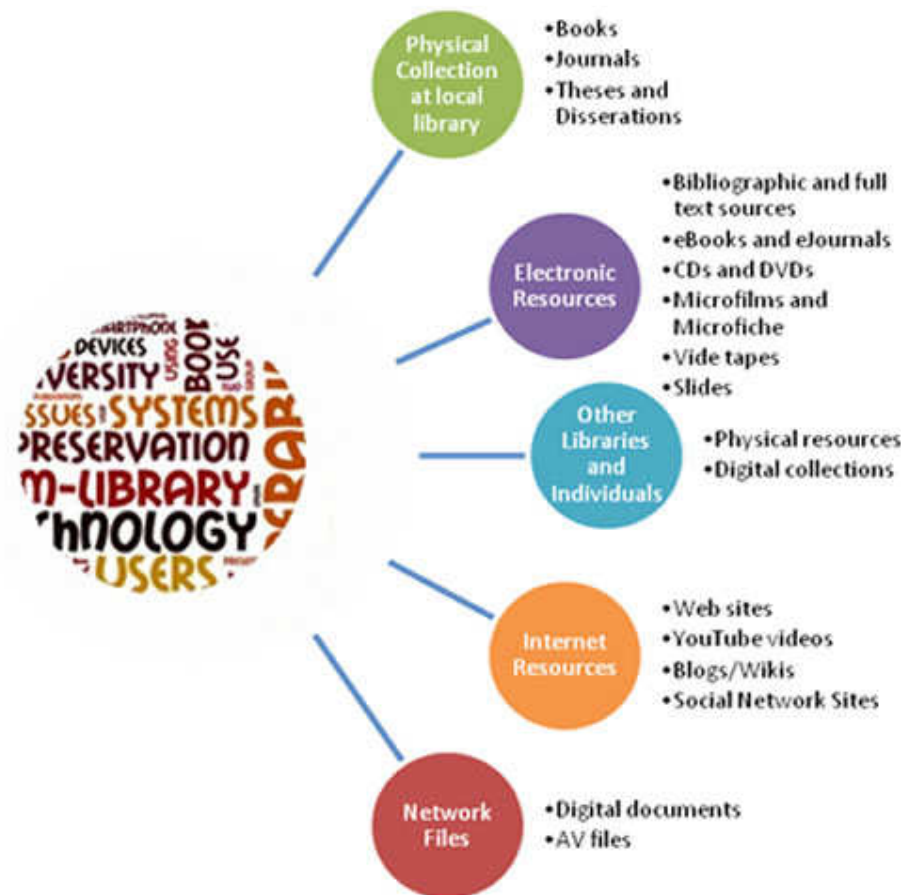 Physical
Collection
at local
library
•Books
•Journals
•Theses and
Disserations
Electronic
Resources
•Bibliographic and full
text sources
•eBooks and eJournals
•CDs and DVDs
•Microfilms and
Microfiche
•Vide tapes
•Slides
SMARTPHONE
DEVICES
USING
BOOK
USE
VERSITY
ISSUES
SYSTEMS
PRESERVATION
M-LIBRARY
USERS
Other
Libraries
and
Individuals
•Physical resources
•Digital collections
Internet
Resources
•Web sites
•YouTube videos
•Blogs/Wikis
•Social Network Sites
Network
Files
•Digital documents
•AV files